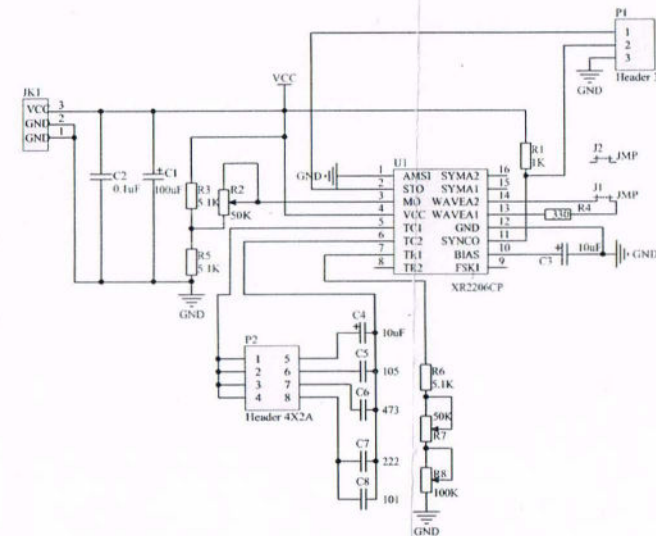 P1
1
2
3
Header 3
GND
VCC
JK1
VCC 3
GND 2
GND 1
C2
0.1uF
C1
100uF
R3
5.1K
R2
50K
R5
5.1K
GND
GND
R1
1K
U1
1 AMSI SYMA2 16
2 STO SYMA1 15
3 MO WAVEA2 14
4 VCC WAVEA1 13
5 TC1 GND 12
6 TC2 SYNCO 11
7 TR1 BIAS 10
8 TR2 FSKI 9
XR2206CP
J2
JMP
J1
JMP
R4
330
C3
10uF
GND
P2
1 5
2 6
3 7
4 8
Header 4X2A
C4
10uF
C5
105
C6
473
C7
222
C8
101
R6
5.1K
50K
R7
R8
100K
GND